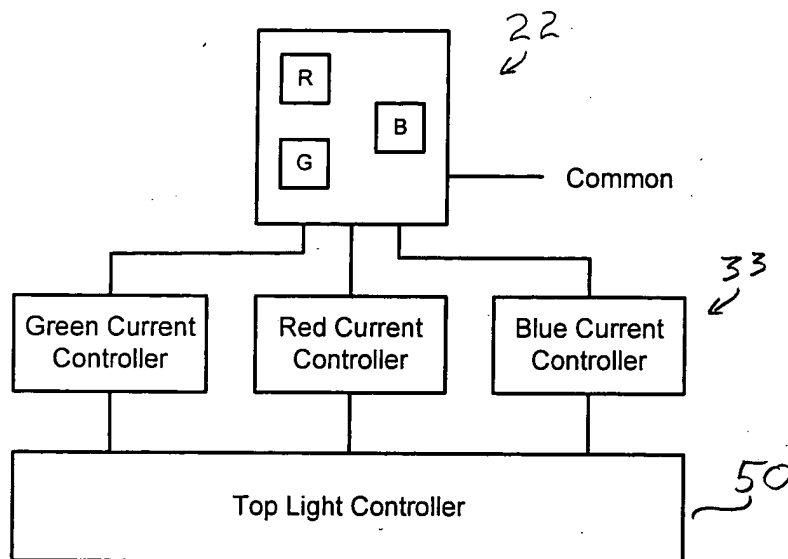 22
R
B
G
Common
33
Green Current
Controller
Red Current
Controller
Blue Current
Controller
Top Light Controller
50